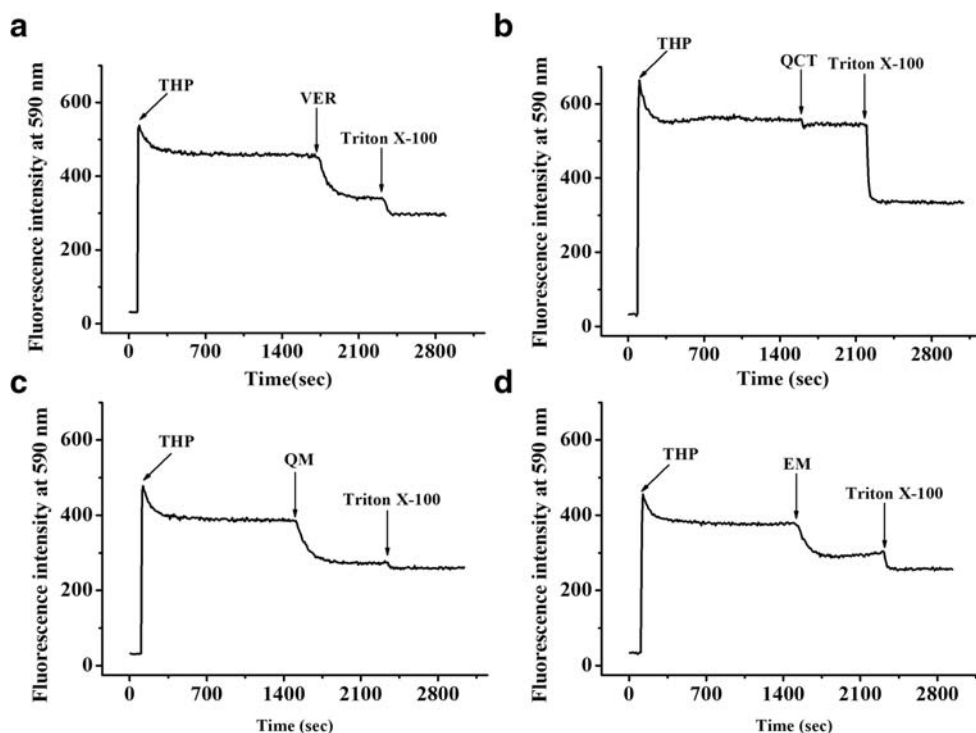 a
THP
VER
Triton X-100
Fluorescence intensity at 590 nm
600
400
200
0
0 700 1400 2100 2800
Time(sec)
b
THP
QCT
Triton X-100
Fluorescence intensity at 590 nm
600
400
200
0
0 700 1400 2100 2800
Time (sec)
c
THP
QM
Triton X-100
Fluorescence intensity at 590 nm
600
400
200
0
0 700 1400 2100 2800
Time (sec)
d
THP
EM
Triton X-100
Fluorescence intensity at 590 nm
600
400
200
0
0 700 1400 2100 2800
Time (sec)